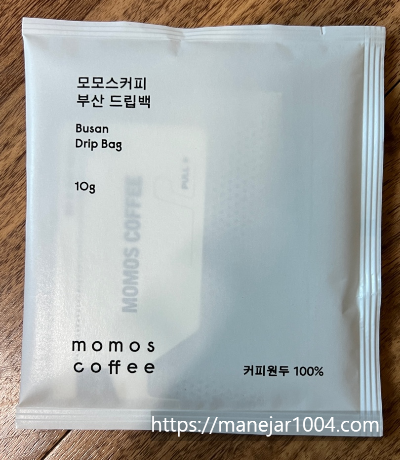 모모스커피
부산 드립백
Busan
Drip Bag
10g
PULL
MOMOS COFFEE
momos
coffee
커피원두 100%
https://manejar1004.com